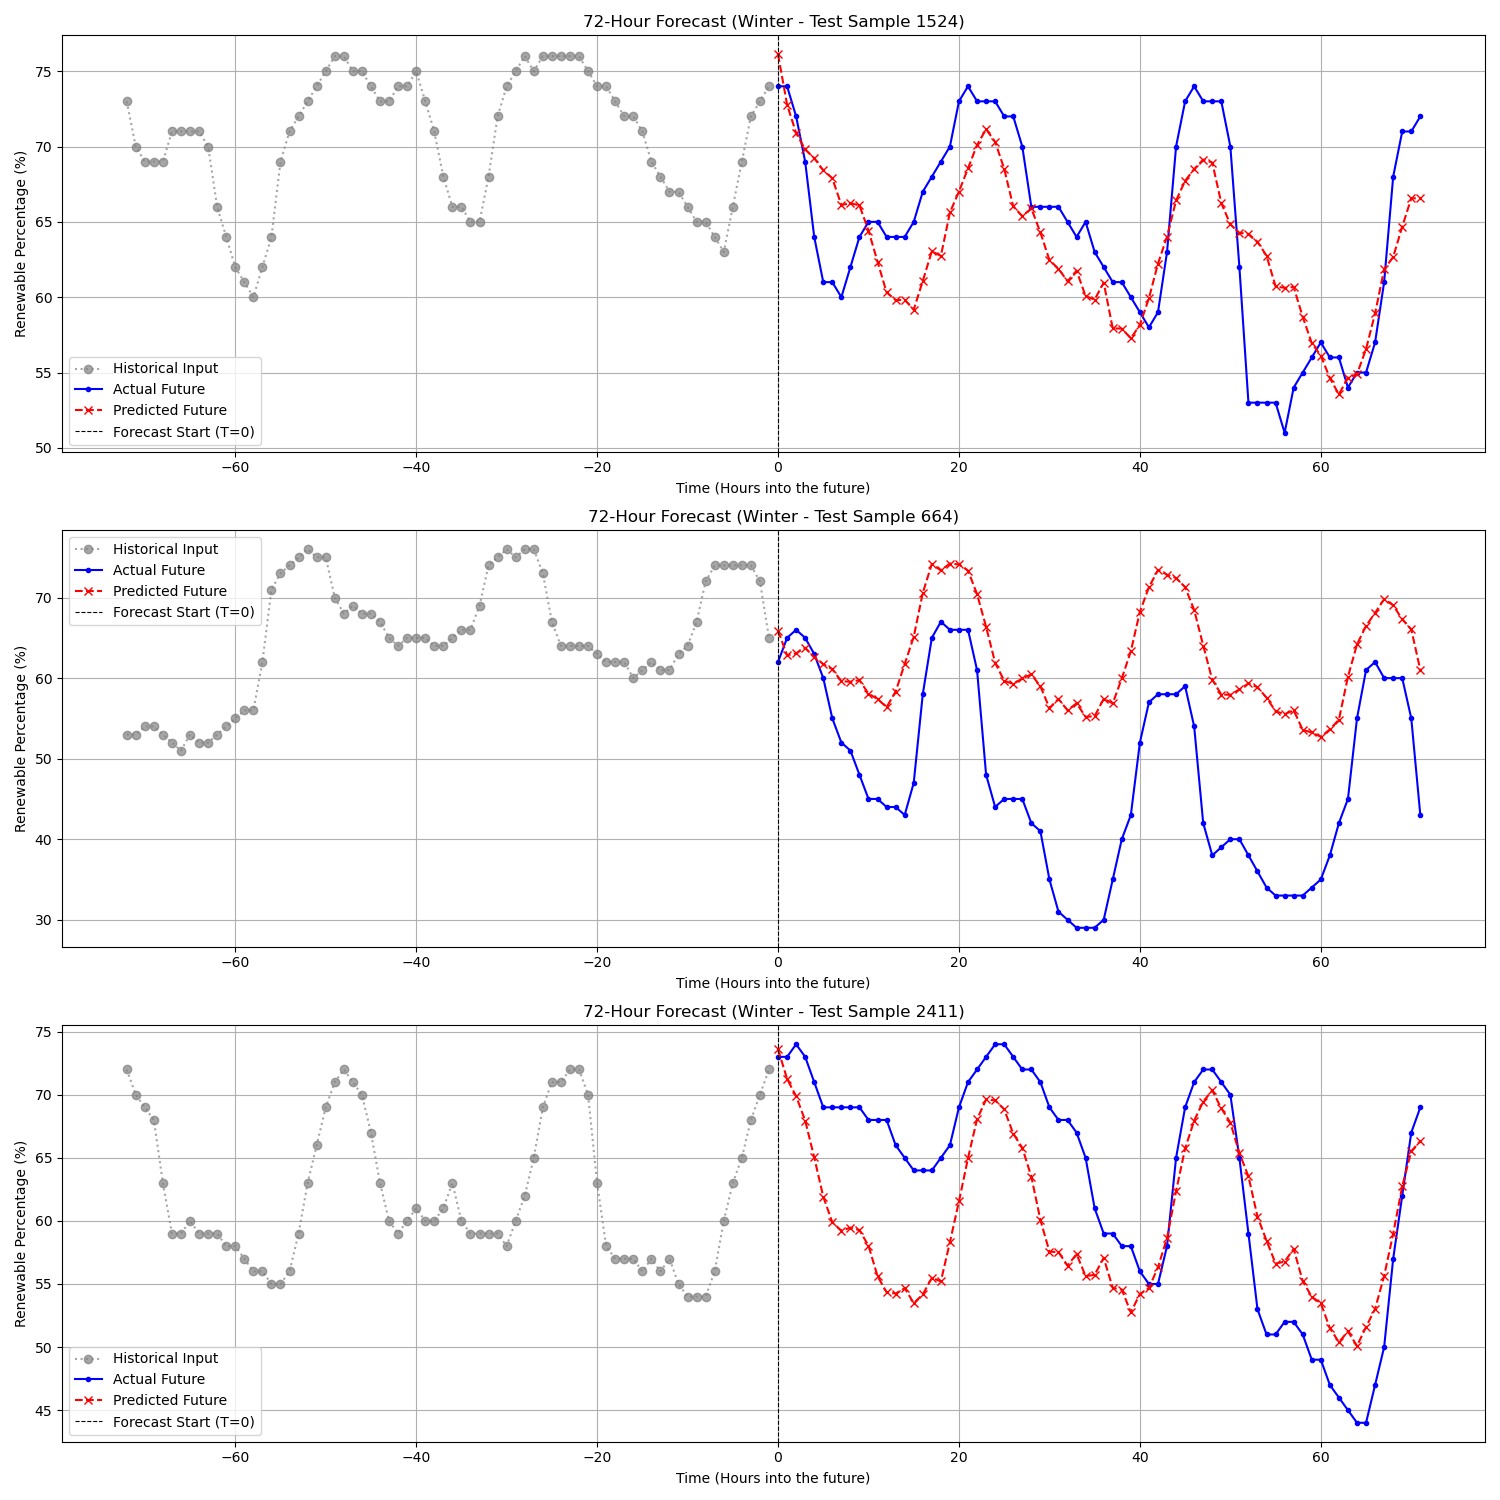 72-Hour Forecast (Winter - Test Sample 1524)
Renewable Percentage (%)
75
70
65
60
55
50
Historical Input
Actual Future
Predicted Future
Forecast Start (T=0)
−60
−40
−20
0
20
40
60
Time (Hours into the future)
72-Hour Forecast (Winter - Test Sample 664)
Renewable Percentage (%)
Historical Input
Actual Future
Predicted Future
Forecast Start (T=0)
70
60
50
40
30
−60
−40
−20
0
20
40
60
Time (Hours into the future)
72-Hour Forecast (Winter - Test Sample 2411)
Renewable Percentage (%)
75
70
65
60
55
50
45
Historical Input
Actual Future
Predicted Future
Forecast Start (T=0)
−60
−40
−20
0
20
40
60
Time (Hours into the future)